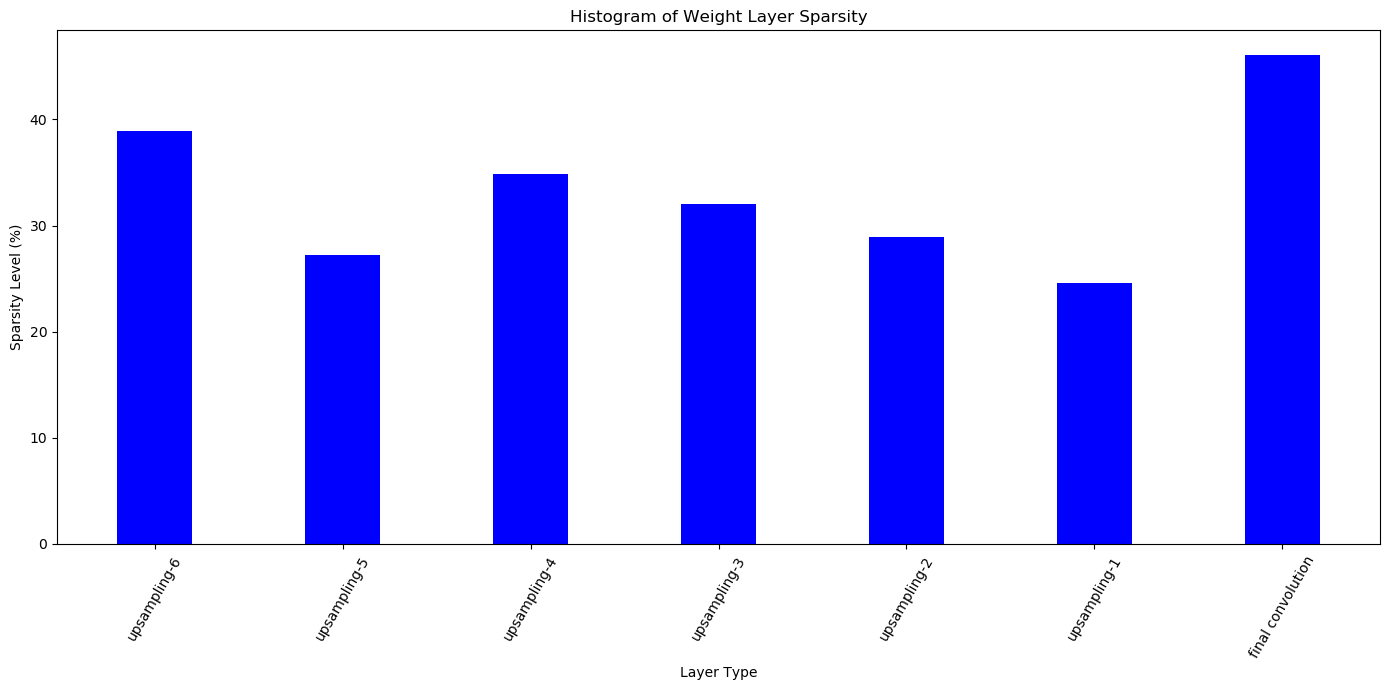 Histogram of Weight Layer Sparsity
Sparsity Level (%)
40
30
20
10
0
upsampling-6
upsampling-5
upsampling-4
upsampling-3
upsampling-2
upsampling-1
final convolution
Layer Type